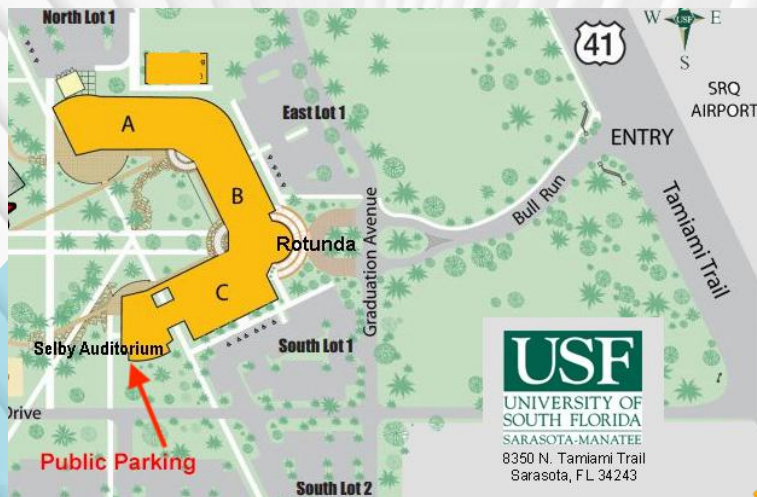 North Lot 1
W
USF
E
S
41
SRQ
AIRPORT
A
East Lot 1
ENTRY
B
Bull Run
Tamiami Trail
Rotunda
Graduation Avenue
C
Selby Auditorium
South Lot 1
USF
UNIVERSITY OF
SOUTH FLORIDA
SARASOTA-MANATEE
8350 N. Tamiami Trail
Sarasota, FL 34243
Drive
Public Parking
South Lot 2